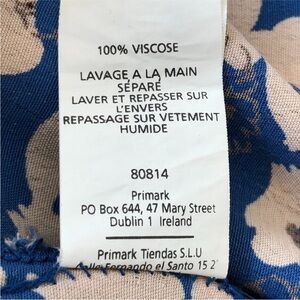 100% VISCOSE
LAVAGE A LA MAIN
SÉPARÉ
LAVER ET REPASSER SUR
L'ENVERS
REPASSAGE SUR VETEMENT
HUMIDE
80814
Primark
PO Box 644, 47 Mary Street
Dublin 1 Ireland
Primark Tiendas S.L.U
Fernando el Santo 15 2